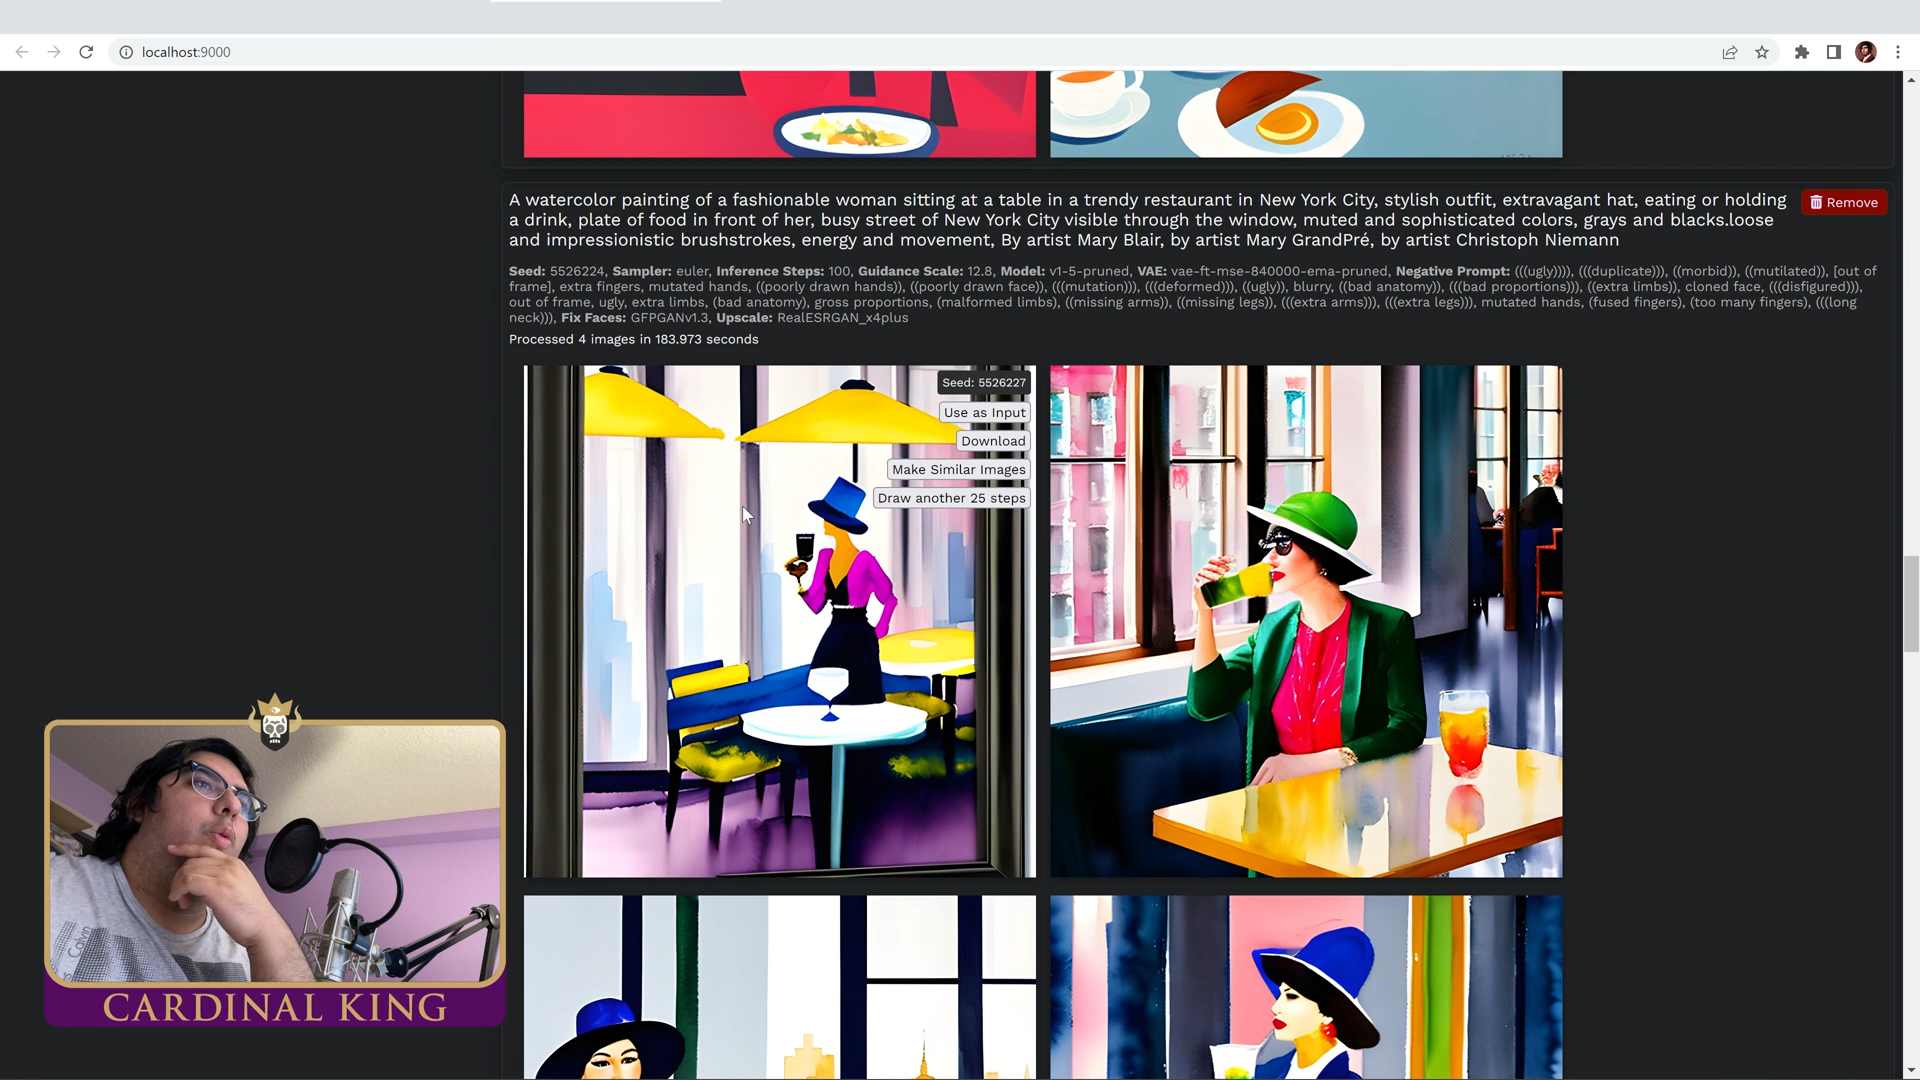 localhost:9000
A watercolor painting of a fashionable woman sitting at a table in a trendy restaurant in New York City, stylish outfit, extravagant hat, eating or holding
Remove
a drink, plate of food in front of her, busy street of New York City visible through the window, muted and sophisticated colors, grays and blacks.loose
and impressionistic brushstrokes, energy and movement, By artist Mary Blair, by artist Mary GrandPré, by artist Christoph Niemann
Seed: 5526224, Sampler: euler, Inference Steps: 100, Guidance Scale: 12.8, Model: v1-5-pruned, VAE: vae-ft-mse-840000-ema-pruned, Negative Prompt: (((ugly)))), (((duplicate))), ((morbid)), ((mutilated)), [out of
frame], extra fingers, mutated hands, ((poorly drawn hands)), ((poorly drawn face)), (((mutation))), (((deformed))), ((ugly)), blurry, ((bad anatomy)), (((bad proportions))), ((extra limbs)), cloned face, (((disfigured))),
out of frame, ugly, extra limbs, (bad anatomy), gross proportions, (malformed limbs), ((missing arms)), ((missing legs)), (((extra arms))), (((extra legs))), mutated hands, (fused fingers), (too many fingers), (((long
neck))), Fix Faces: GFPGANv1.3, Upscale: RealESRGAN_x4plus
Processed 4 images in 183.973 seconds
Seed: 5526227
Use as Input
Download
Make Similar Images
Draw another 25 steps
Colvn
CARDINAL KING